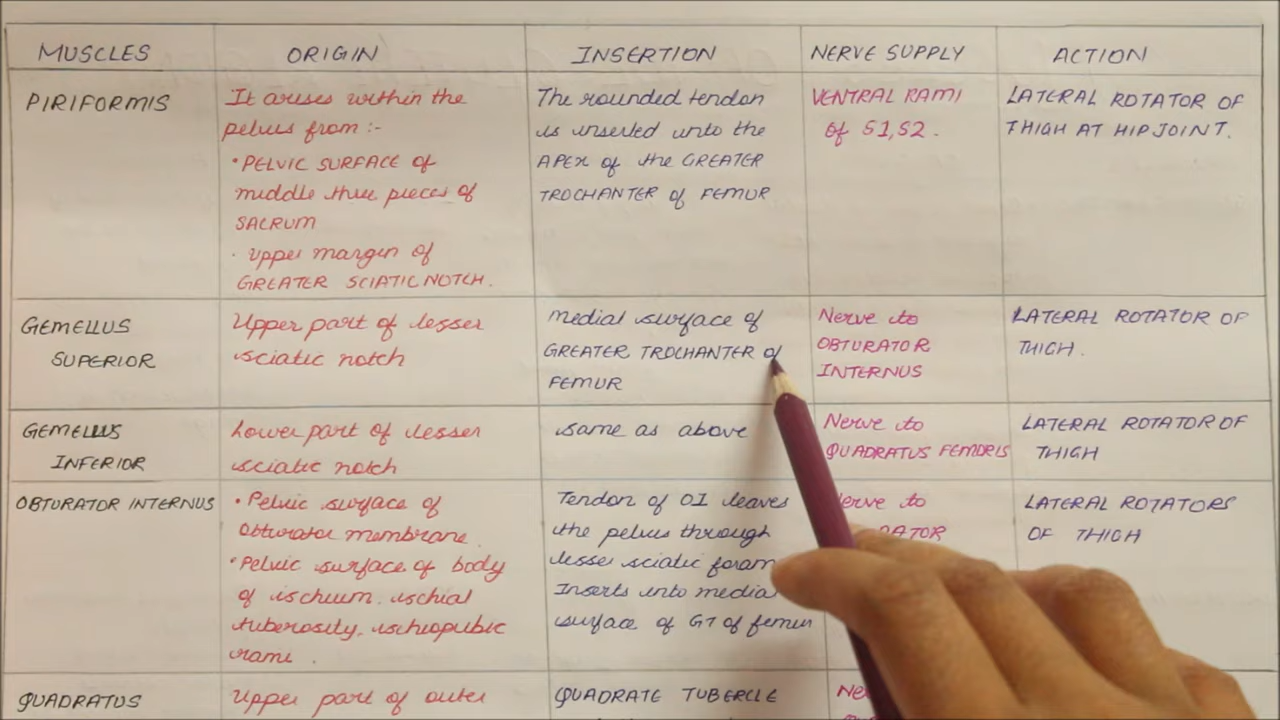 MUSCLES ORIGIN INSERTION NERVE SUPPLY ACTION
PIRIFORMIS
It arises within the
pelvis from:-
• PELVIC SURFACE of
middle three pieces of
SACRUM
· Upper margin of
GREATER SCIATIC NOTCH.
The rounded tendon
is inserted into the
APEX of the GREATER
TROCHANTER of FEMUR
VENTRAL RAMI
of S1,S2.
LATERAL ROTATOR OF
THIGH AT HIP JOINT.
GEMELLUS
SUPERIOR
Upper part of lesser
sciatic notch
medial surface of
GREATER TROCHANTER of
FEMUR
Nerve to
OBTURATOR
INTERNUS
LATERAL ROTATOR OF
THIGH.
GEMELLUS
INFERIOR
Lower part of lesser
sciatic notch
same as above
Nerve to
QUADRATUS FEMORIS
LATERAL ROTATOR OF
THIGH
OBTURATOR INTERNUS
• Pelvic surface of
Obturator membrane.
• Pelvic surface of body
of ischium, ischial
tuberosity, ischiopubic
rami.
Tendon of OI leaves
the pelvis through
lesser sciatic foram
Inserts into media
surface of GT of femur
Nerve to
LATERAL ROTATORS
OF THIGH
QUADRATUS
Upper part of outer
QUADRATE TUBERCLE